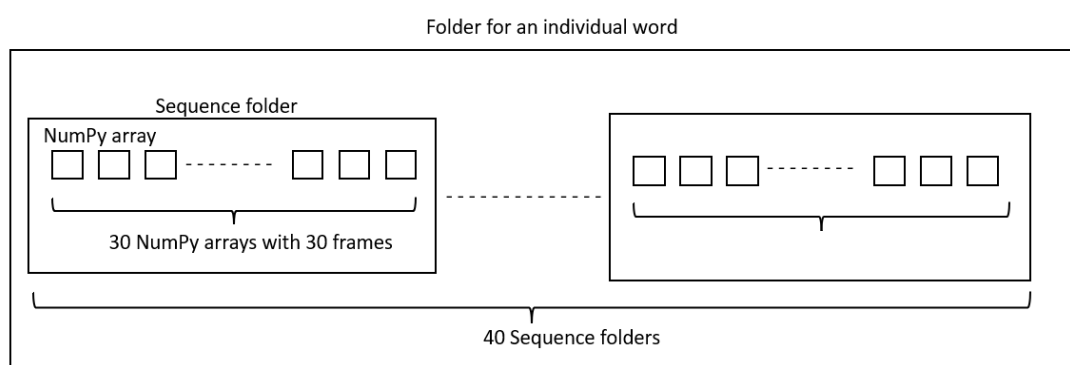 Folder for an individual word
Sequence folder
NumPy array
30 NumPy arrays with 30 frames
40 Sequence folders